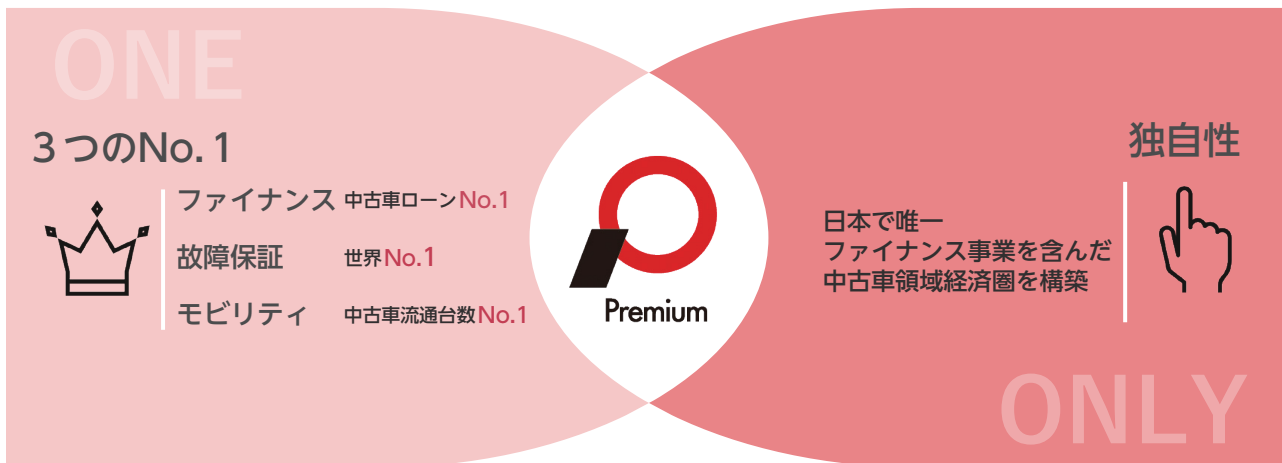 ONE
３つのNo.１
ファイナンス 中古車ローンNo.1
故障保証 世界No.1
モビリティ 中古車流通台数No.1
Premium
独自性
日本で唯一
ファイナンス事業を含んだ
中古車領域経済圏を構築
ONLY